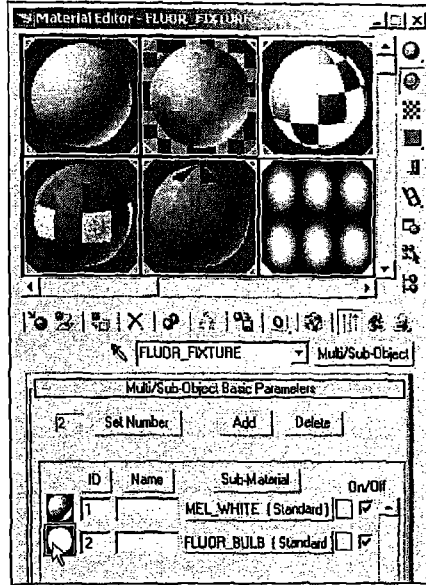 Material Editor - FLUOR_FIXTURE
FLUOR_FIXTURE
Multi/Sub-Object
Multi/Sub-Object Basic Parameters
2
Set Number
Add
Delete
ID
Name
Sub-Material
On/Off
1
MEL_WHITE (Standard)
2
FLUOR_BULB (Standard)